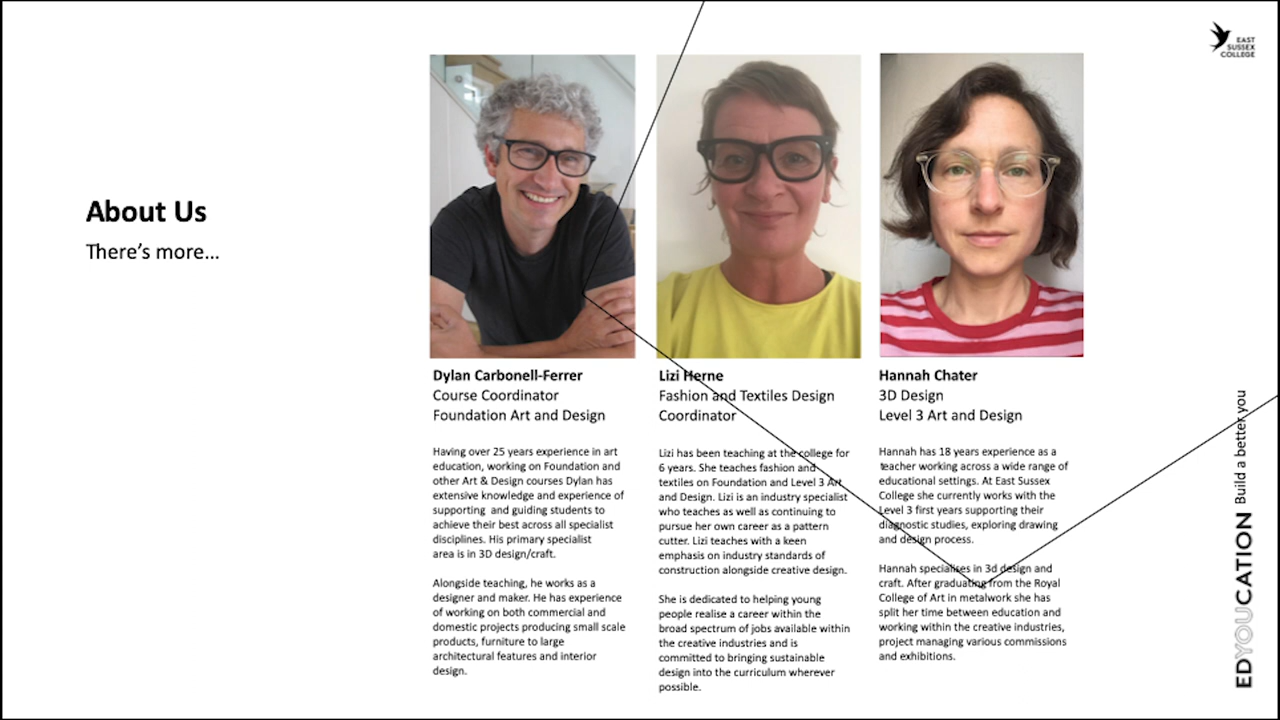 EAST
SUSSEX
COLLEGE
About Us
There's more...
Dylan Carbonell-Ferrer
Course Coordinator
Foundation Art and Design
Having over 25 years experience in art
education, working on Foundation and
other Art & Design courses Dylan has
extensive knowledge and experience of
supporting  and guiding students to
achieve their best across all specialist
disciplines. His primary specialist
area is in 3D design/craft.
Alongside teaching, he works as a
designer and maker. He has experience
of working on both commercial and
domestic projects producing small scale
products, furniture to large
architectural features and interior
design.
Lizi Herne
Fashion and Textiles Design
Coordinator
Lizi has been teaching at the college for
6 years. She teaches fashion and
textiles on Foundation and Level 3 Art
and Design. Lizi is an industry specialist
who teaches as well as continuing to
pursue her own career as a pattern
cutter. Lizi teaches with a keen
emphasis on industry standards of
construction alongside creative design.
She is dedicated to helping young
people realise a career within the
broad spectrum of jobs available within
the creative industries and is
committed to bringing sustainable
design into the curriculum wherever
possible.
Hannah Chater
3D Design
Level 3 Art and Design
Hannah has 18 years experience as a
teacher working across a wide range of
educational settings. At East Sussex
College she currently works with the
Level 3 first years supporting their
diagnostic studies, exploring drawing
and design process.
Hannah specialises in 3d design and
craft. After graduating from the Royal
College of Art in metalwork she has
split her time between education and
working within the creative industries,
project managing various commissions
and exhibitions.
EDYOUCATION Build a better you